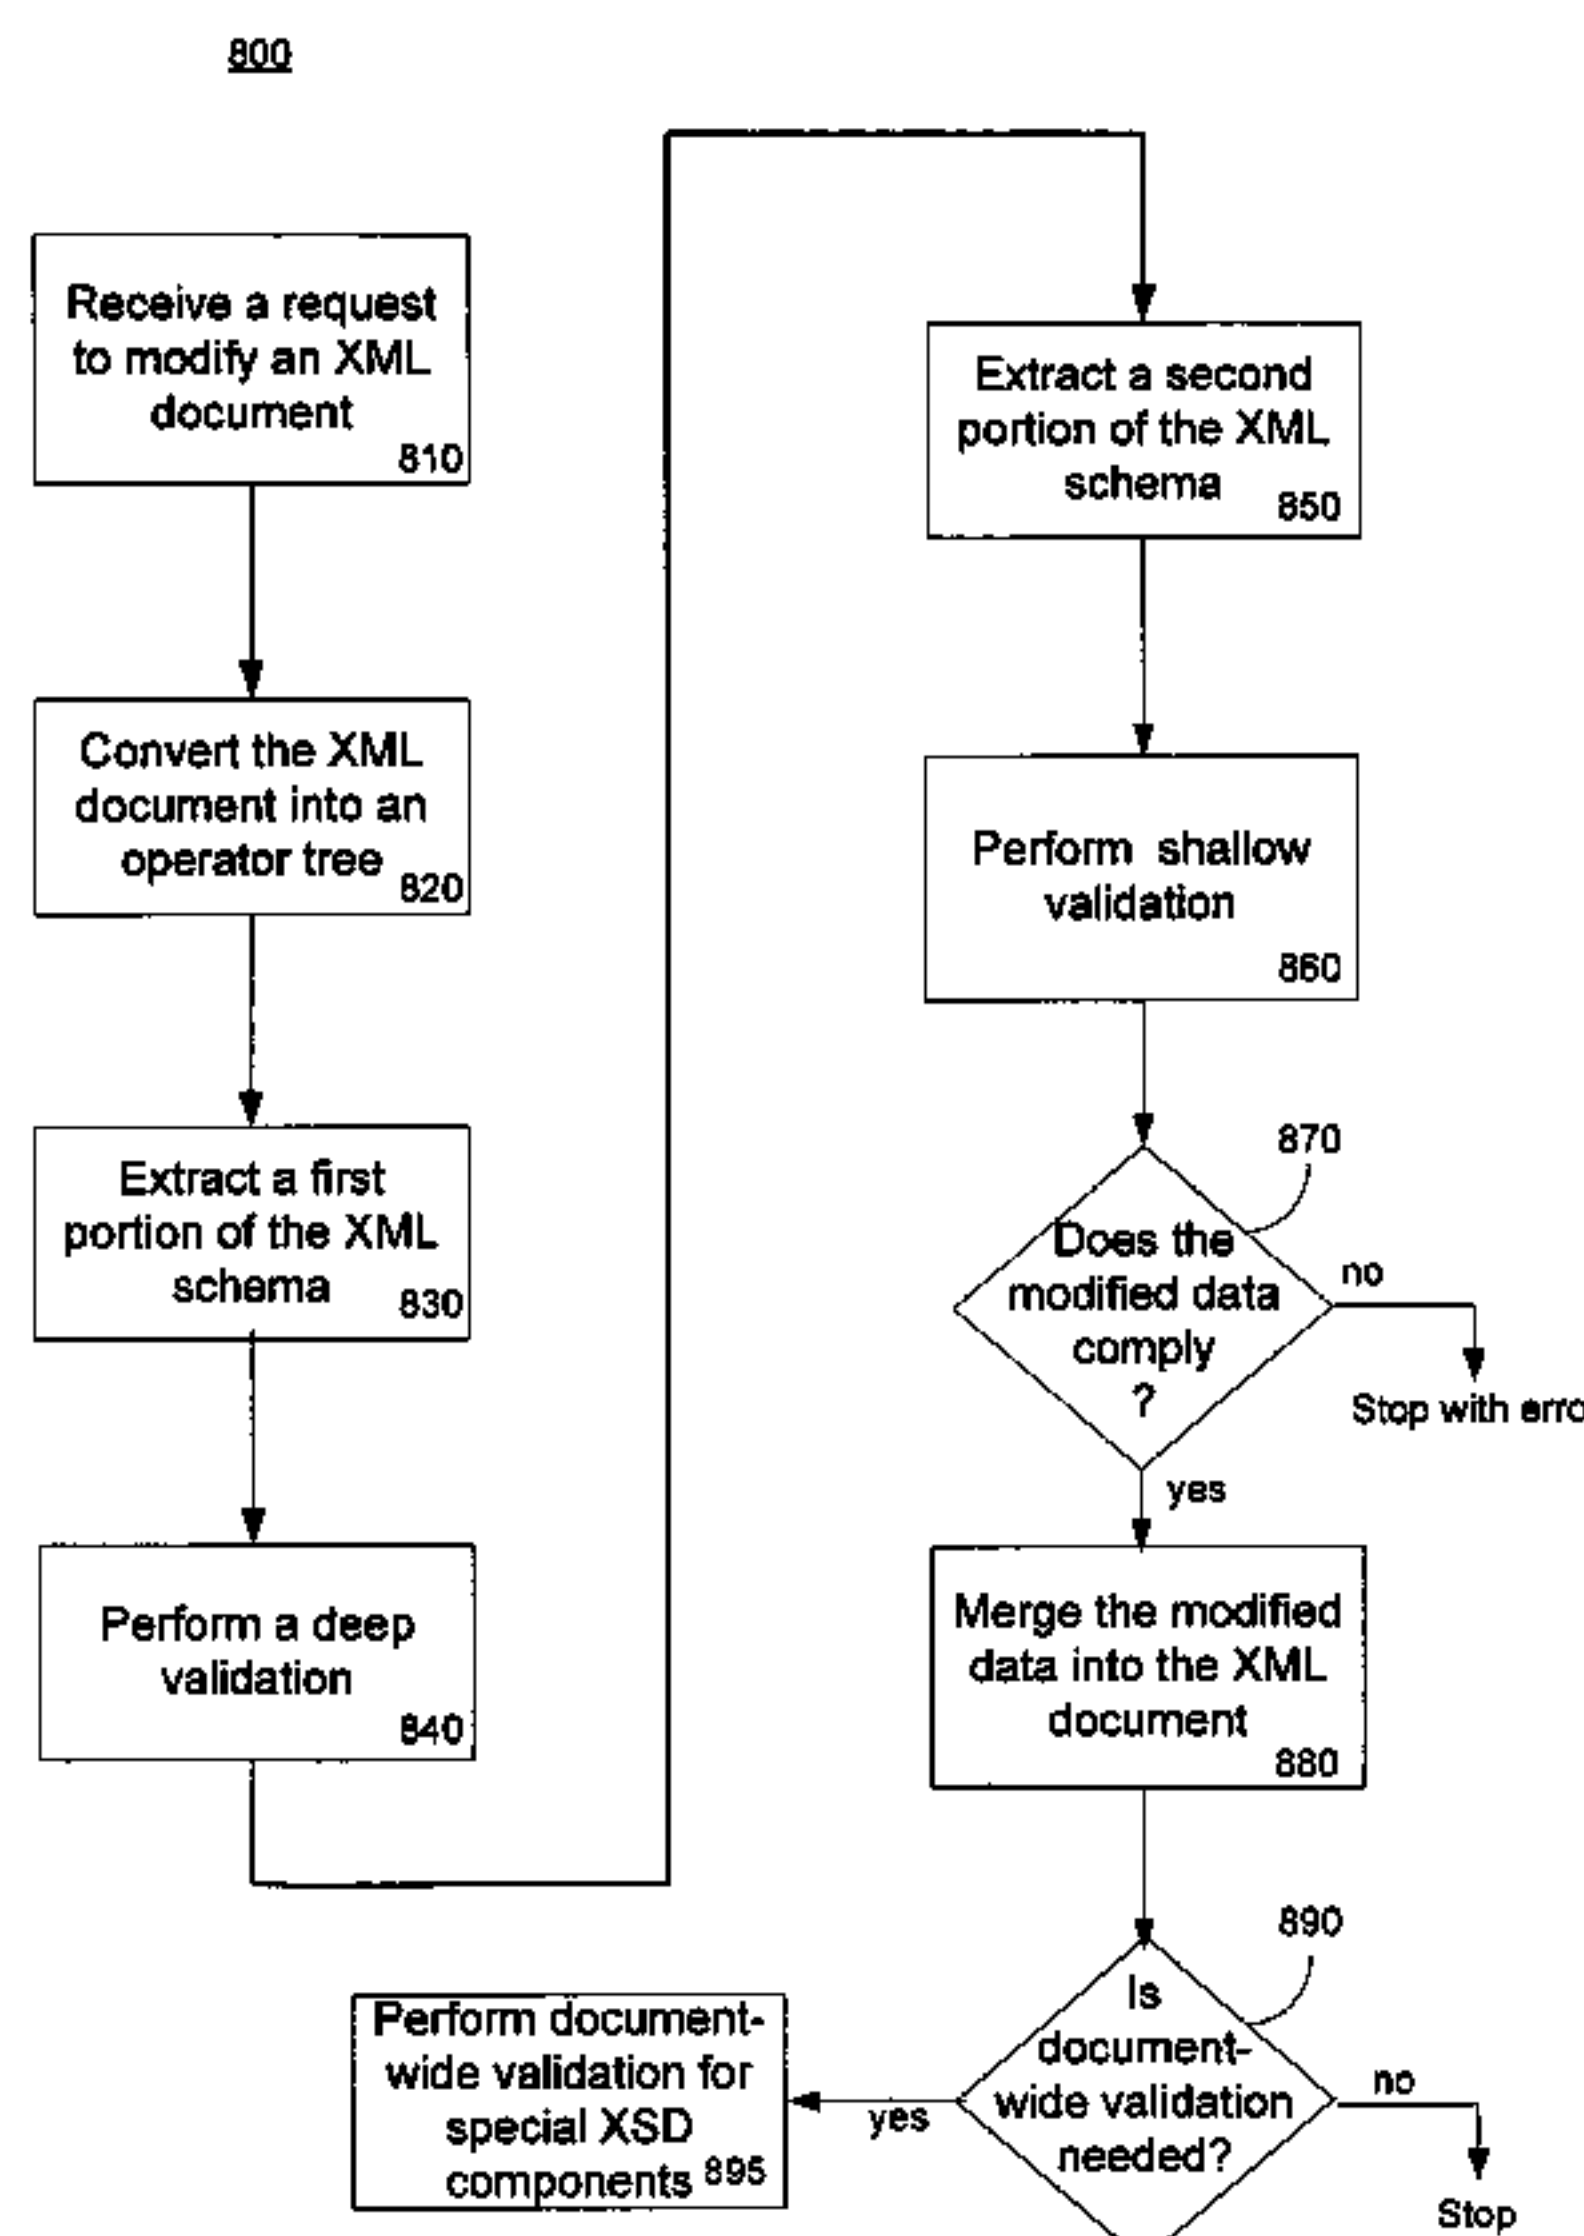 800
Receive a request
to modify an XML
document
810
Convert the XML
document into an
operator tree
820
Extract a first
portion of the XML
schema
830
Perform a deep
validation
840
Extract a second
portion of the XML
schema
850
Perform shallow
validation
860
870
Does the
modified data
comply
?
no
Stop with erro
yes
Merge the modified
data into the XML
document
880
890
Is
document-
wide validation
needed?
no
Stop
yes
Perform document-
wide validation for
special XSD
components
895